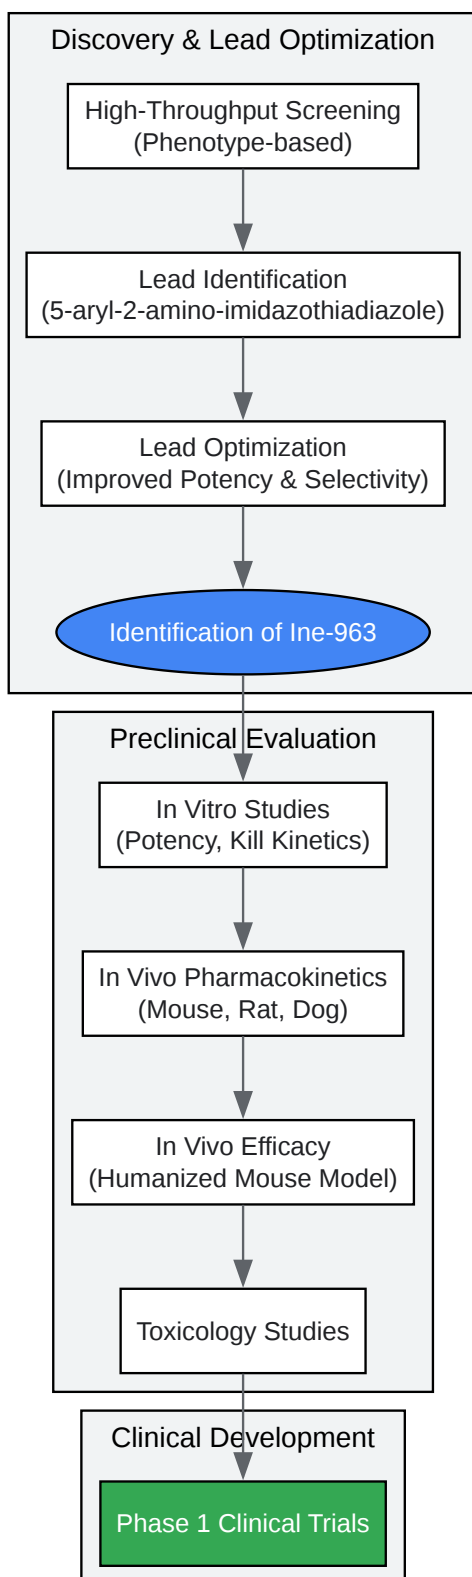 Discovery & Lead Optimization
High-Throughput Screening
(Phenotype-based)
Lead Identification
(5-aryl-2-amino-imidazothiadiazole)
Lead Optimization
(Improved Potency & Selectivity)
Identification of Ine-963
Preclinical Evaluation
In Vitro Studies
(Potency, Kill Kinetics)
In Vivo Pharmacokinetics
(Mouse, Rat, Dog)
In Vivo Efficacy
(Humanized Mouse Model)
Toxicology Studies
Clinical Development
Phase 1 Clinical Trials